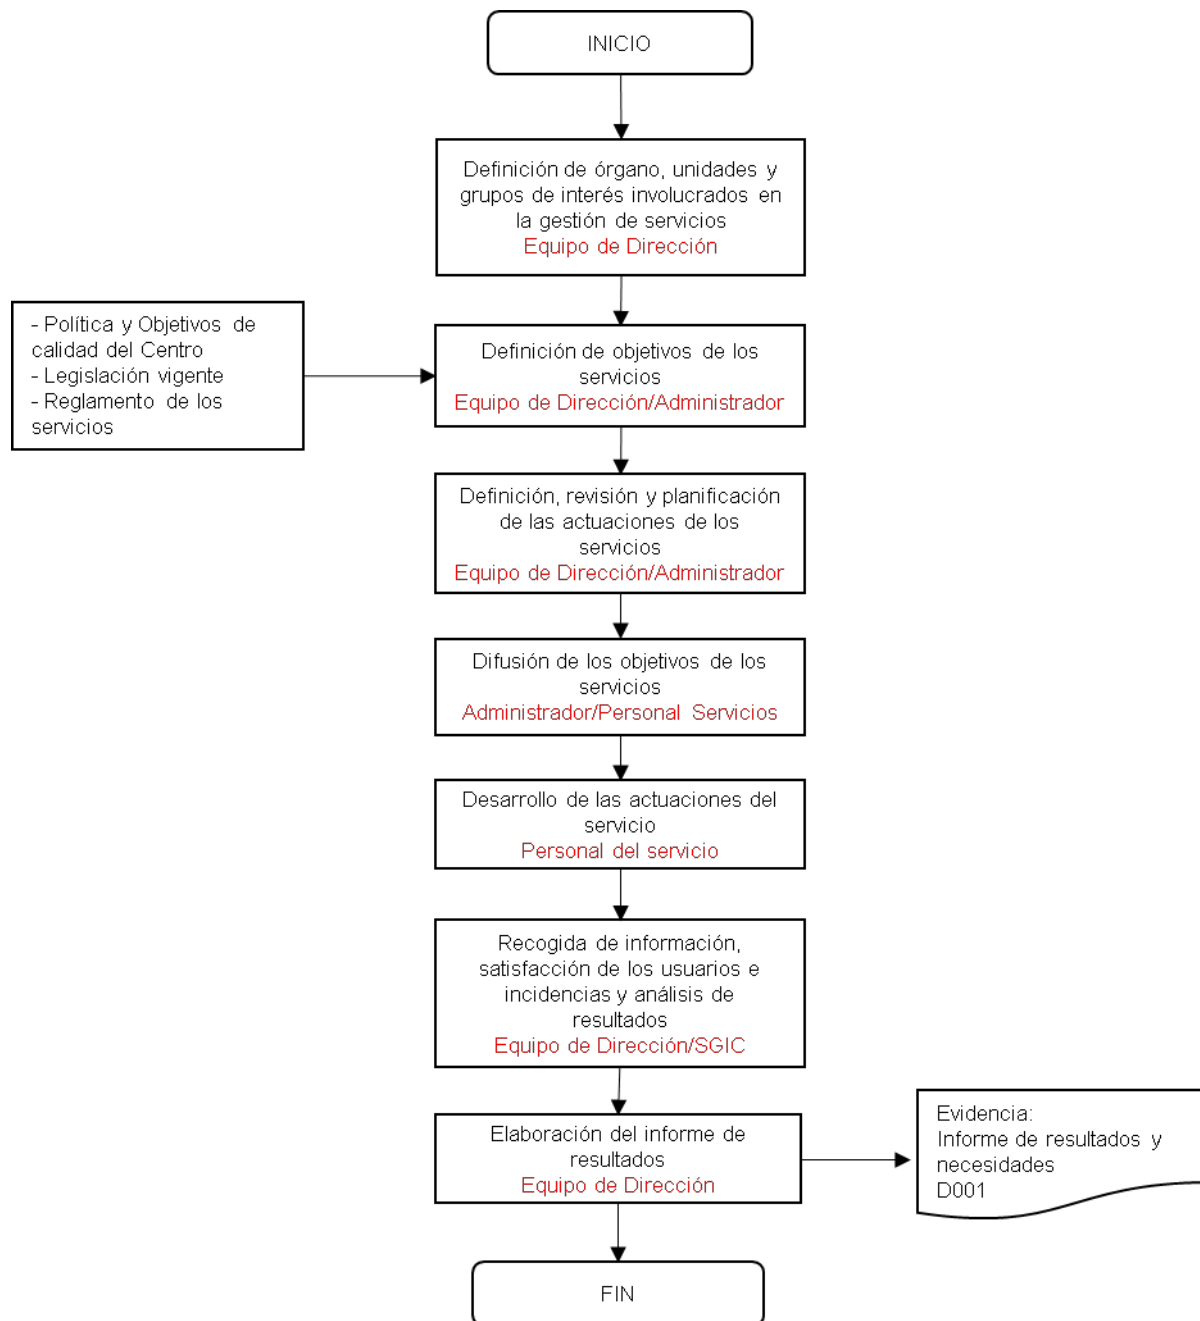 INICIO
Definición de órgano, unidades y
grupos de interés involucrados en
la gestión de servicios
Equipo de Dirección
- Política y Objetivos de
calidad del Centro
- Legislación vigente
- Reglamento de los
servicios
Definición de objetivos de los
servicios
Equipo de Dirección/Administrador
Definición, revisión y planificación
de las actuaciones de los
servicios
Equipo de Dirección/Administrador
Difusión de los objetivos de los
servicios
Administrador/Personal Servicios
Desarrollo de las actuaciones del
servicio
Personal del servicio
Recogida de información,
satisfacción de los usuarios e
incidencias y análisis de
resultados
Equipo de Dirección/SGIC
Elaboración del informe de
resultados
Equipo de Dirección
Evidencia:
Informe de resultados y
necesidades
D001
FIN